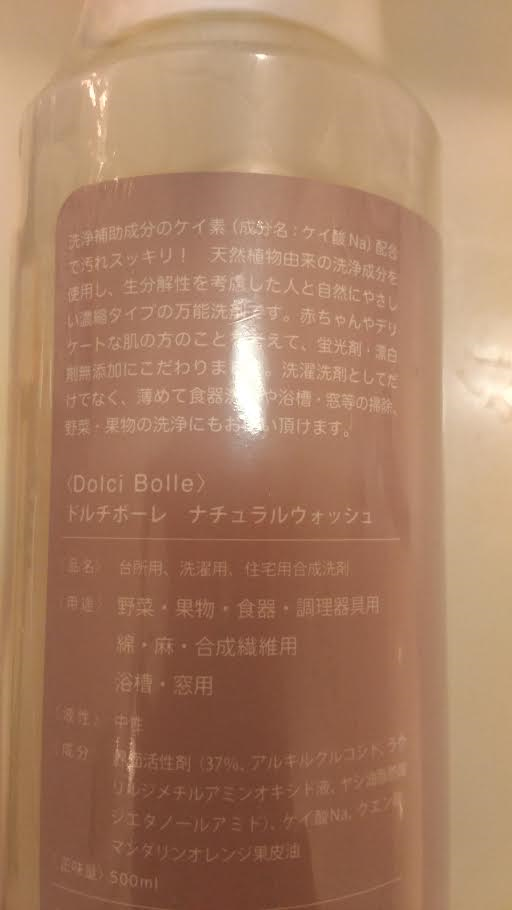 洗浄補助成分のケイ素（成分名：ケイ酸Na）配合
で汚れスッキリ！ 天然植物由来の洗浄成分を
使用し、生分解性を考慮した人と自然にやさし
い濃縮タイプの万能洗剤です。赤ちゃんやデリ
ケートな肌の方のこと えて、蛍光剤・漂白
剤無添加にこだわりま 。洗濯洗剤としてだ
けでなく、薄めて食器 や浴槽・窓等の掃除、
野菜・果物の洗浄にもお 頂けます。
〈Dolci Bolle〉
ドルチボーレ ナチュラルウォッシュ
〈品名〉 台所用、洗濯用、住宅用合成洗剤
〈用途〉 野菜・果物・食器・調理器具用
綿・麻・合成繊維用
浴槽・窓用
〈液性〉 中性
成分 界面活性剤（37%、アルキルグルコシド、ラウ
リルジメチルアミンオキシド液、ヤシ油脂肪酸
ジエタノールアミド）、ケイ酸Na、クエン
マンダリンオレンジ果皮油
〈正味量〉500ml